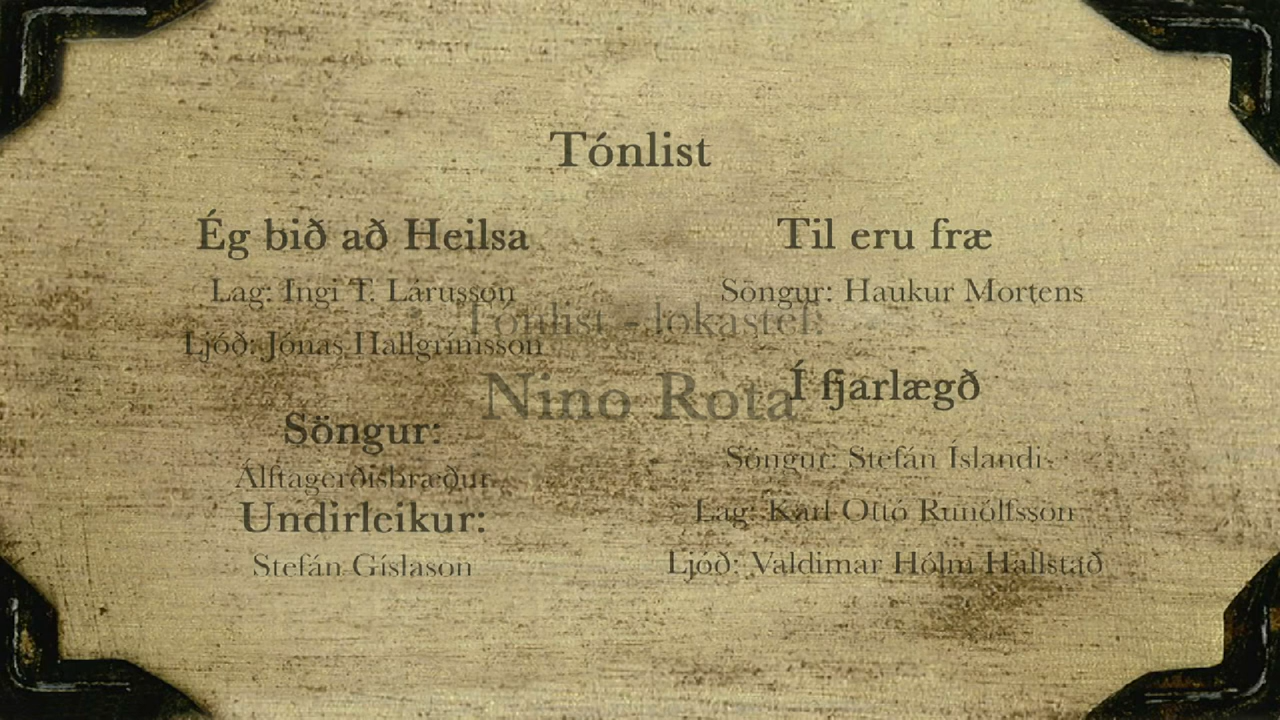 Tónlist
Ég bið að Heilsa
Lag: Ingi T. Lárusson
Ljóð: Jónas Hallgrímsson
Söngur:
Álftagerðisbræður
Undirleikur:
Stefán Gíslason
Til eru fræ
Söngur: Haukur Mortens
Í fjarlægð
Söngur: Stefán Íslandi
Lag: Karl Ottó Runólfsson
Ljóð: Valdimar Hólm Hallstað
Tónlist - lokastef:
Nino Rota